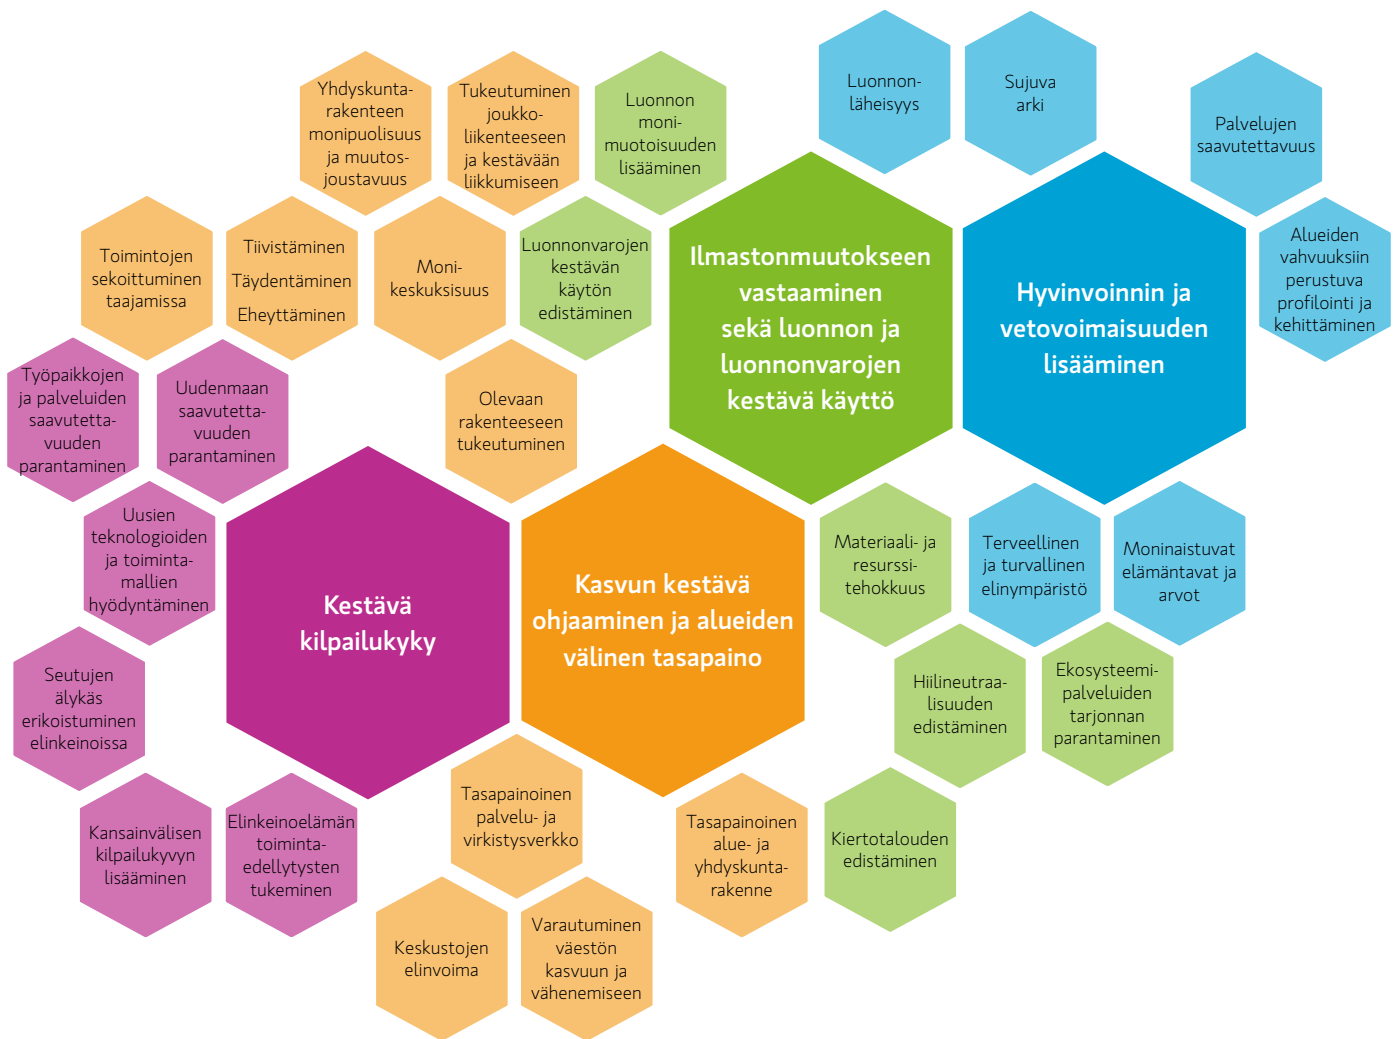 Yhdyskunta-
rakenteen
monipuolisuus
ja muutos-
joustavuus
Tukeutuminen
joukko-
liikenteeseen
ja kestävään
liikkumiseen
Luonnon
moni-
muotoisuuden
lisääminen
Luonnon-
läheisyys
Sujuva
arki
Palvelujen
saavutettavuus
Toimintojen
sekoittuminen
taajamissa
Tiivistäminen
Täydentäminen
Eheyttäminen
Moni-
keskuksisuus
Luonnonvarojen
kestävän
käytön
edistäminen
Ilmastonmuutokseen
vastaaminen
sekä luonnon ja
luonnonvarojen
kestävä käyttö
Hyvinvoinnin ja
vetovoimaisuuden
lisääminen
Alueiden
vahvuuksiin
perustuva
profilointi ja
kehittäminen
Työpaikkojen
ja palveluiden
saavutetta-
vuuden
parantaminen
Uudenmaan
saavutetta-
vuuden
parantaminen
Olevaan
rakenteeseen
tukeutuminen
Uusien
teknologioiden
ja toiminta-
mallien
hyödyntäminen
Kestävä
kilpailukyky
Kasvun kestävä
ohjaaminen ja alueiden
välinen tasapaino
Materiaali- ja
resurssi-
tehokkuus
Terveellinen
ja turvallinen
elinympäristö
Moninaistuvat
elämäntavat ja
arvot
Seutujen
älykäs
erikoistuminen
elinkeinoissa
Hiilineutraa-
lisuuden
edistäminen
Ekosysteemi-
palveluiden
tarjonnan
parantaminen
Kansainvälisen
kilpailukyvyn
lisääminen
Elinkeinoelämän
toiminta-
edellytysten
tukeminen
Tasapainoinen
palvelu- ja
virkistysverkko
Tasapainoinen
alue- ja
yhdyskunta-
rakenne
Kiertotalouden
edistäminen
Keskustojen
elinvoima
Varautuminen
väestön
kasvuun ja
vähenemiseen